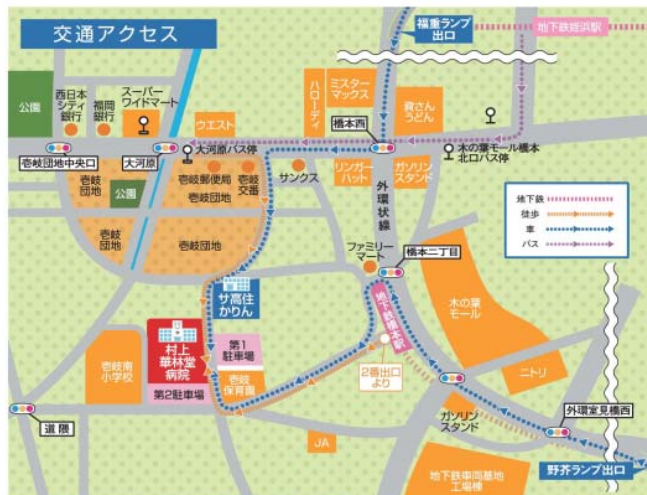 交通アクセス
福重ランプ
出口
地下鉄姪浜駅
公園
西日本
シティ
銀行
福岡
銀行
スーパー
ワイドマート
ウエスト
ハローディ
ミスター
マックス
資さん
うどん
橋本西
木の葉モール橋本
北口バス停
壱岐団地中央口
大河原
大河原バス停
壱岐
団地
公園
壱岐郵便局
壱岐団地
壱岐
交番
サンクス
リンガー
ハット
ガソリン
スタンド
外環状線
壱岐
団地
壱岐団地
地下鉄
徒歩
車
バス
ファミリー
マート
橋本二丁目
サ高住
かりん
地下鉄橋本駅
木の葉
モール
壱岐南
小学校
村上
華林堂
病院
第1
駐車場
第2駐車場
壱岐
保育園
2番出口
より
ニトリ
道隈
ガソリン
スタンド
外環室見橋西
JA
地下鉄車両基地
工場棟
野芥ランプ出口